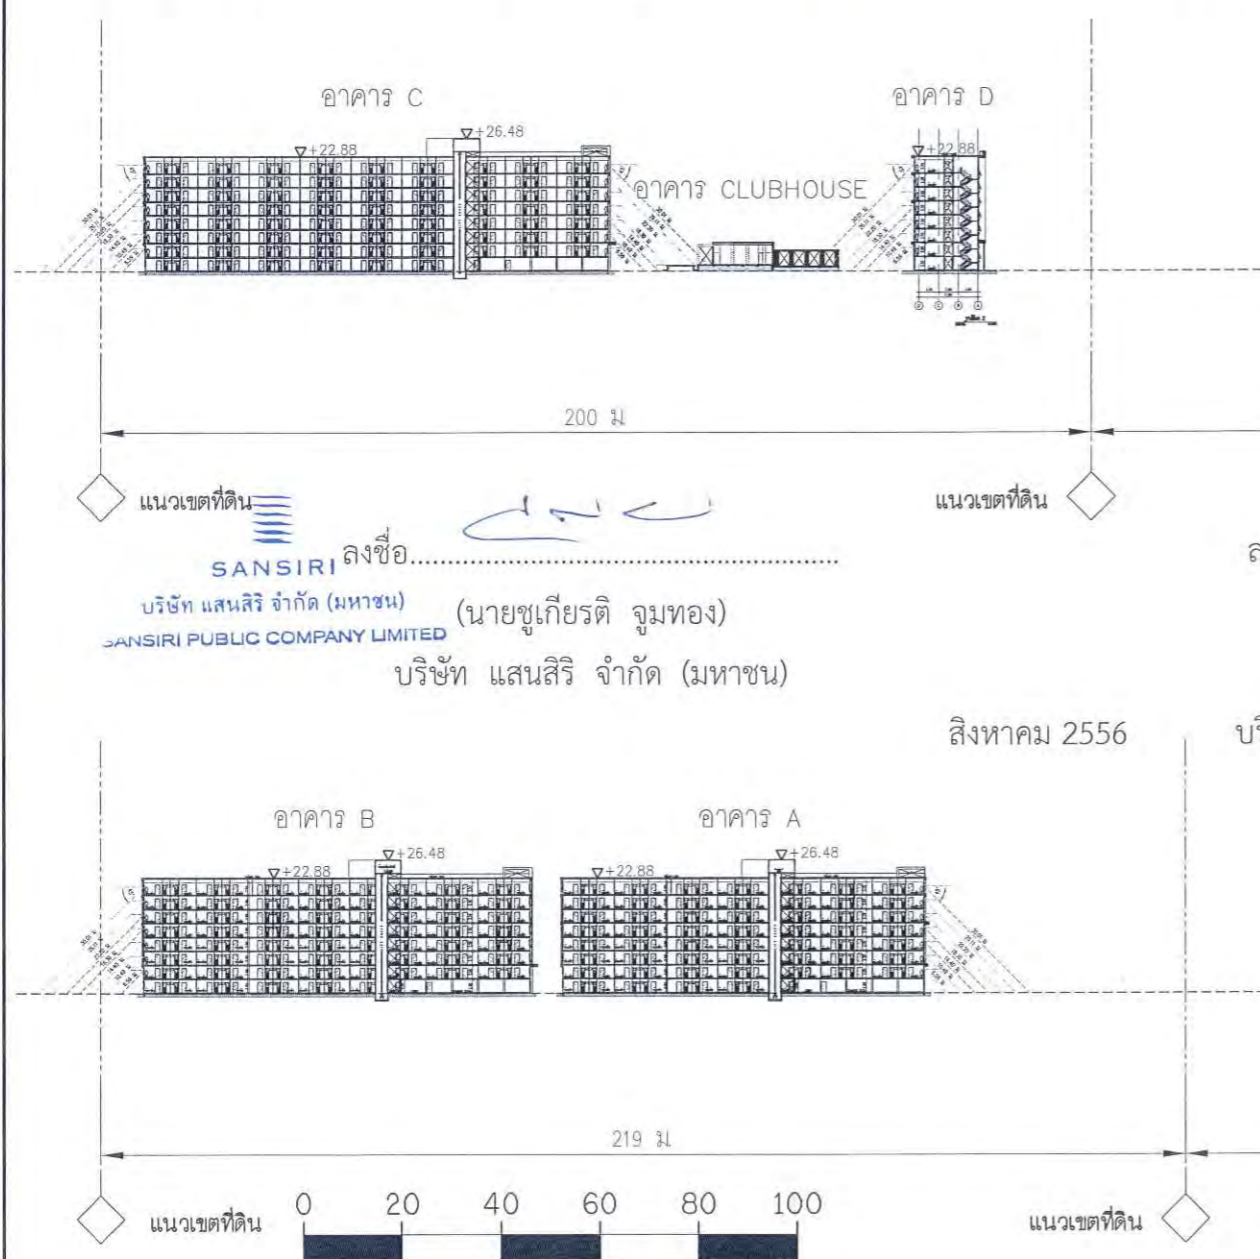 อาคาร C
อาคาร D
+26.48
+22.88
+22.88
อาคาร CLUBHOUSE
200 ม
แนวเขตที่ดิน
แนวเขตที่ดิน
SANSIRI
บริษัท แสนสิริ จำกัด (มหาชน)
SANSIRI PUBLIC COMPANY LIMITED
ลงชื่อ
(นายชูเกียรติ จูมทอง)
บริษัท แสนสิริ จำกัด (มหาชน)
สิงหาคม 2556
อาคาร B
อาคาร A
+26.48
+22.88
+26.48
+22.88
219 ม
แนวเขตที่ดิน
0 20 40 60 80 100
แนวเขตที่ดิน